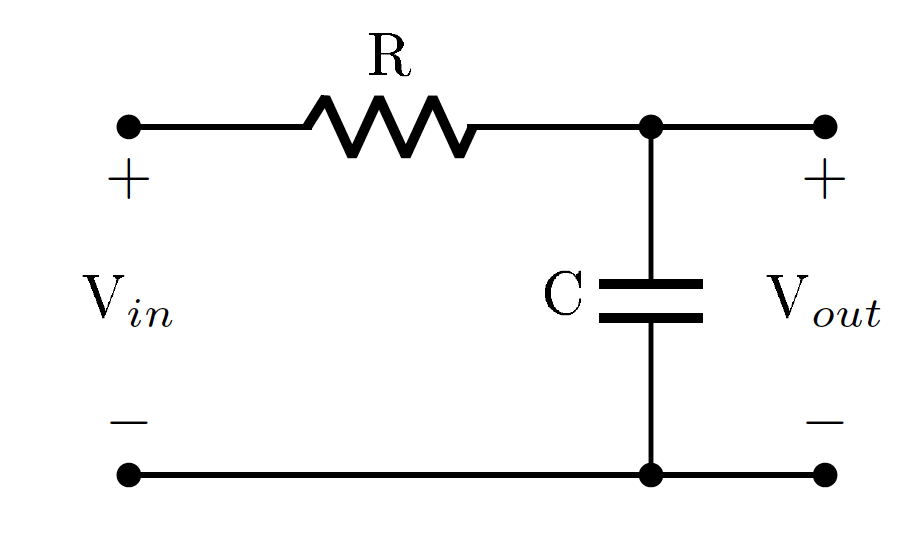 R
+ +
V_in C V_out
− −